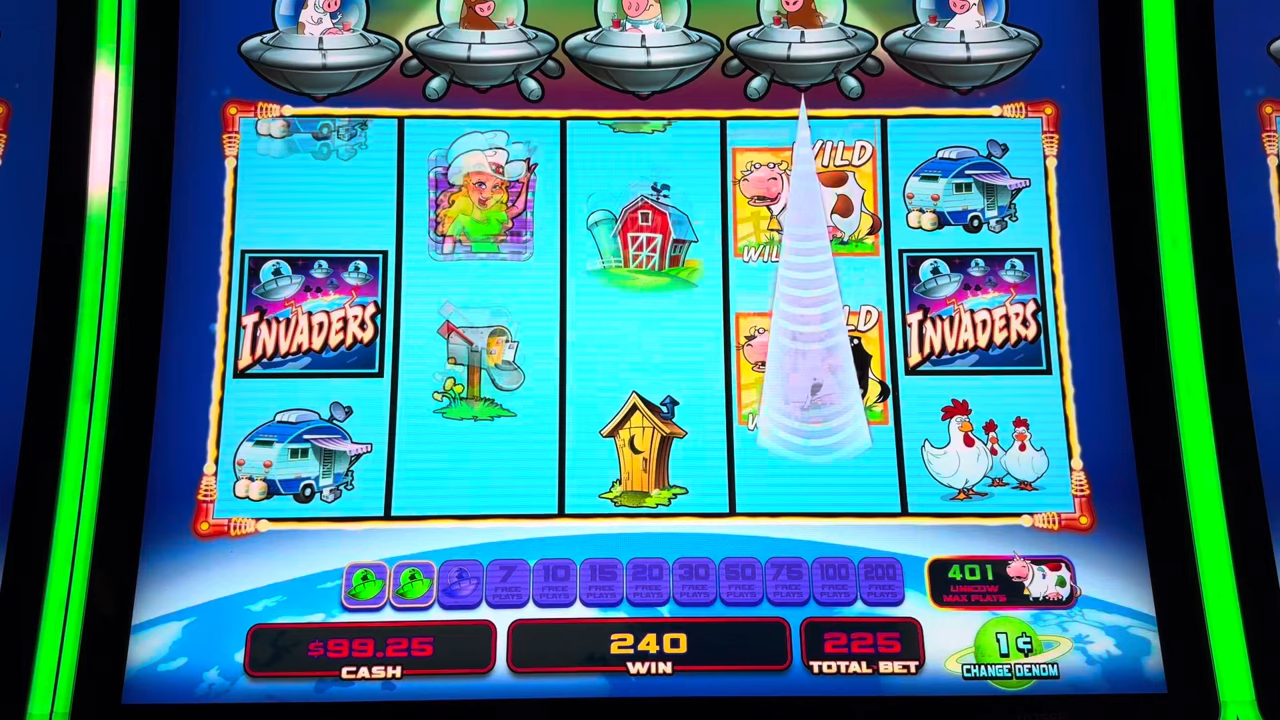 WILD
WIL
LD
INVADERS
INVADERS
7 FREE PLAYS
10 FREE PLAYS
15 FREE PLAYS
20 FREE PLAYS
30 FREE PLAYS
50 FREE PLAYS
75 FREE PLAYS
100 FREE PLAYS
200 FREE PLAYS
401
UNICOW
MAX PLAYS
$99.25
CASH
240
WIN
225
TOTAL BET
1¢
CHANGE DENOM